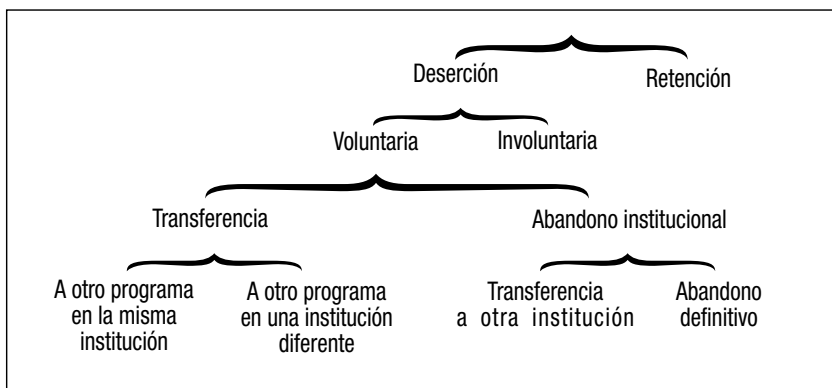 Deserción
Retención
Voluntaria
Involuntaria
Transferencia
Abandono institucional
A otro programa
en la misma
institución
A otro programa
en una institución
diferente
Transferencia
a otra institución
Abandono
definitivo